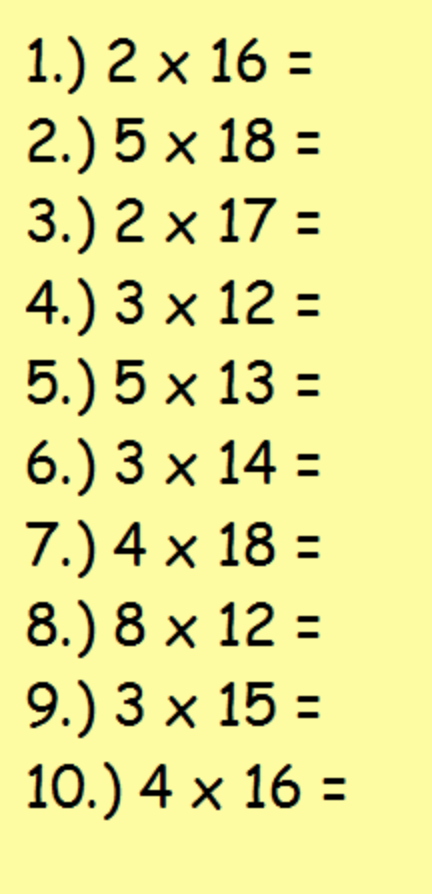 1.) 2 x 16 =
2.) 5 x 18 =
3.) 2 x 17 =
4.) 3 x 12 =
5.) 5 x 13 =
6.) 3 x 14 =
7.) 4 x 18 =
8.) 8 x 12 =
9.) 3 x 15 =
10.) 4 x 16 =